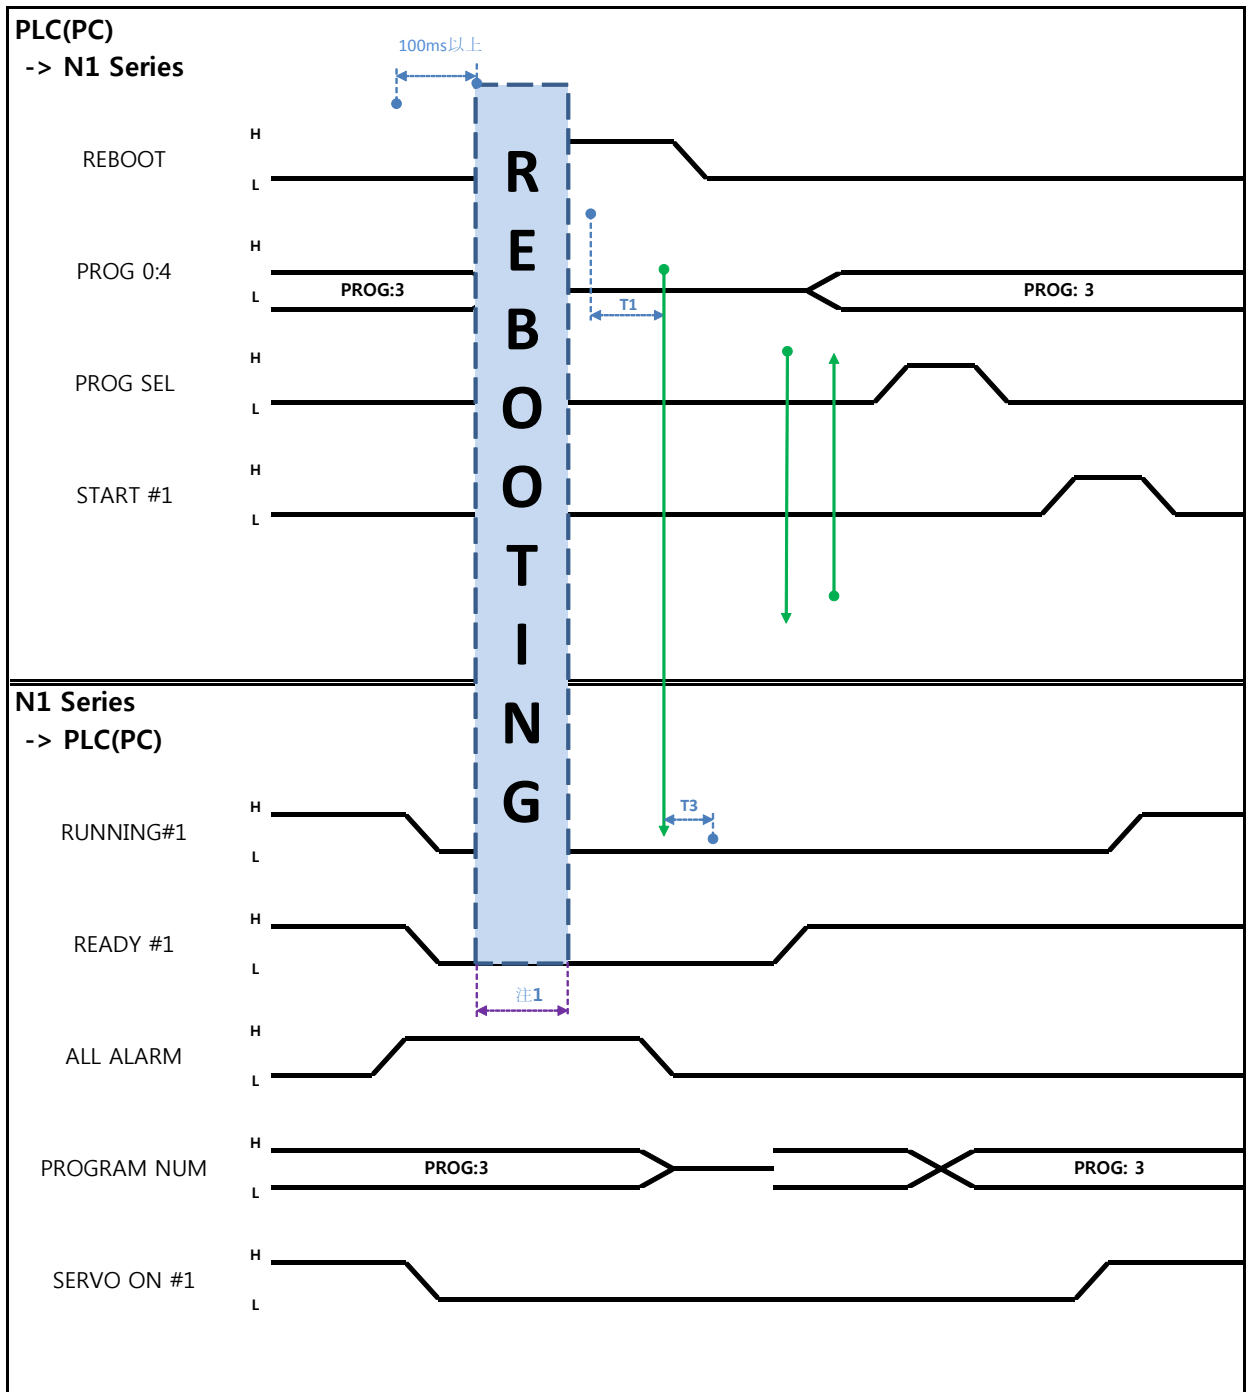 PLC(PC)
-> N1 Series
100ms以上
REBOOT
H
L
PROG 0:4
H
L
PROG:3
T1
PROG: 3
PROG SEL
H
L
START #1
H
L
REBOOTING
N1 Series
-> PLC(PC)
RUNNING#1
H
L
T3
READY #1
H
L
注1
ALL ALARM
H
L
PROGRAM NUM
H
L
PROG:3
PROG: 3
SERVO ON #1
H
L